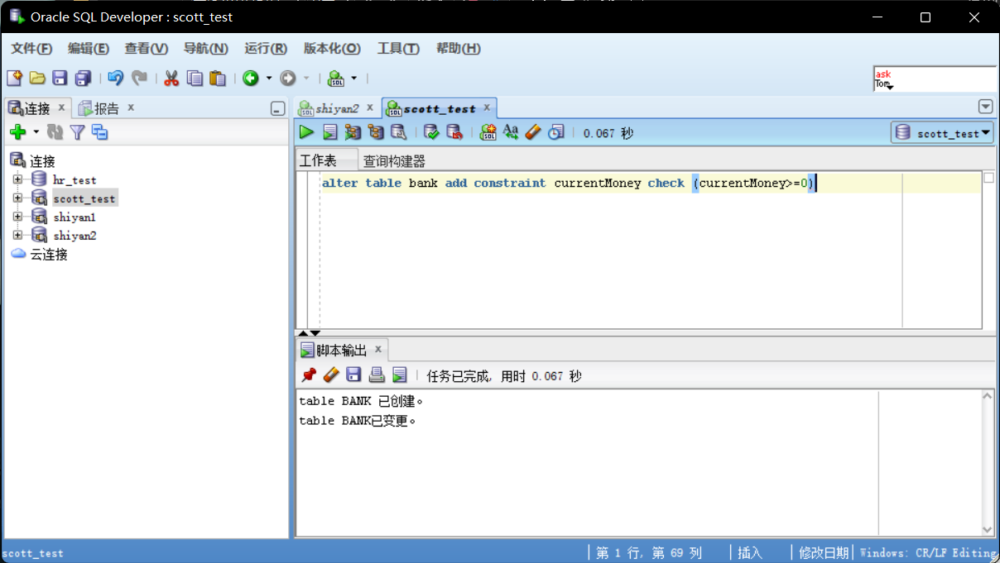 Oracle SQL Developer : scott_test
文件(F) 编辑(E) 查看(V) 导航(N) 运行(R) 版本化(O) 工具(T) 帮助(H)
ask
Tom
连接 报告
shiyan2 scott_test
0.067 秒 scott_test
工作表 查询构建器
连接
hr_test
scott_test
shiyan1
shiyan2
云连接
alter table bank add constraint currentMoney check (currentMoney>=0)
脚本输出
任务已完成, 用时 0.067 秒
table BANK 已创建。
table BANK已变更。
scott_test 第 1 行, 第 69 列 插入 修改日期 Windows: CR/LF Editing